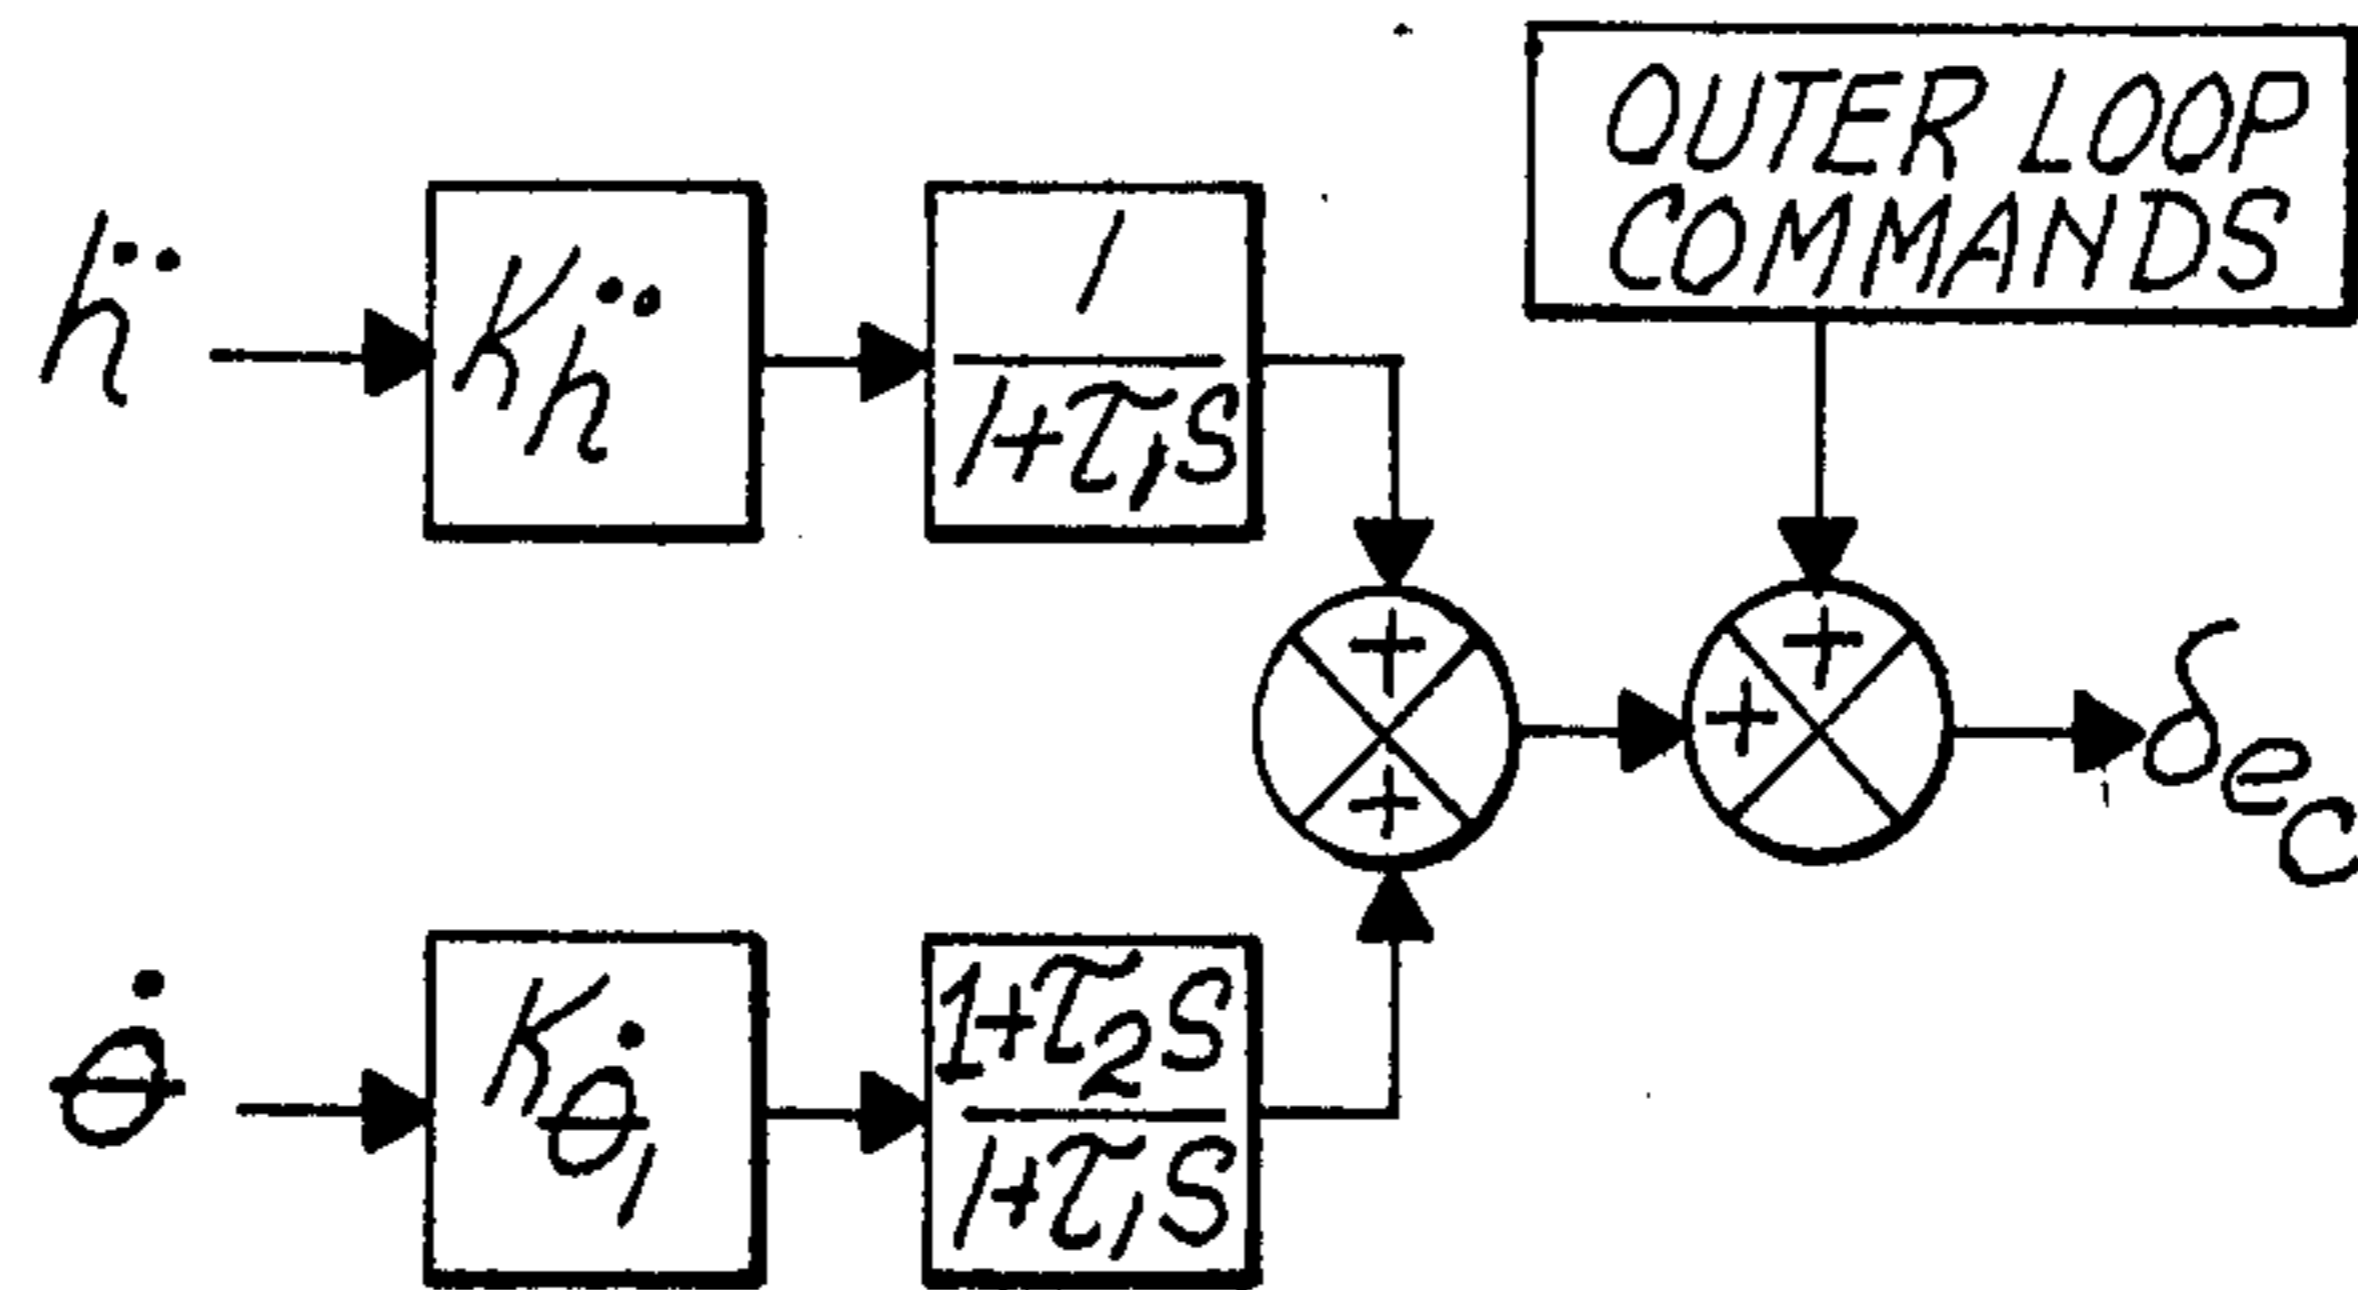 OUTER LOOP
COMMANDS
ḧ
Kḧ
1
1+τ₁s
+
+
+
+
δec
θ̇
Kθ̇₁
1+τ₂s
1+τ₁s